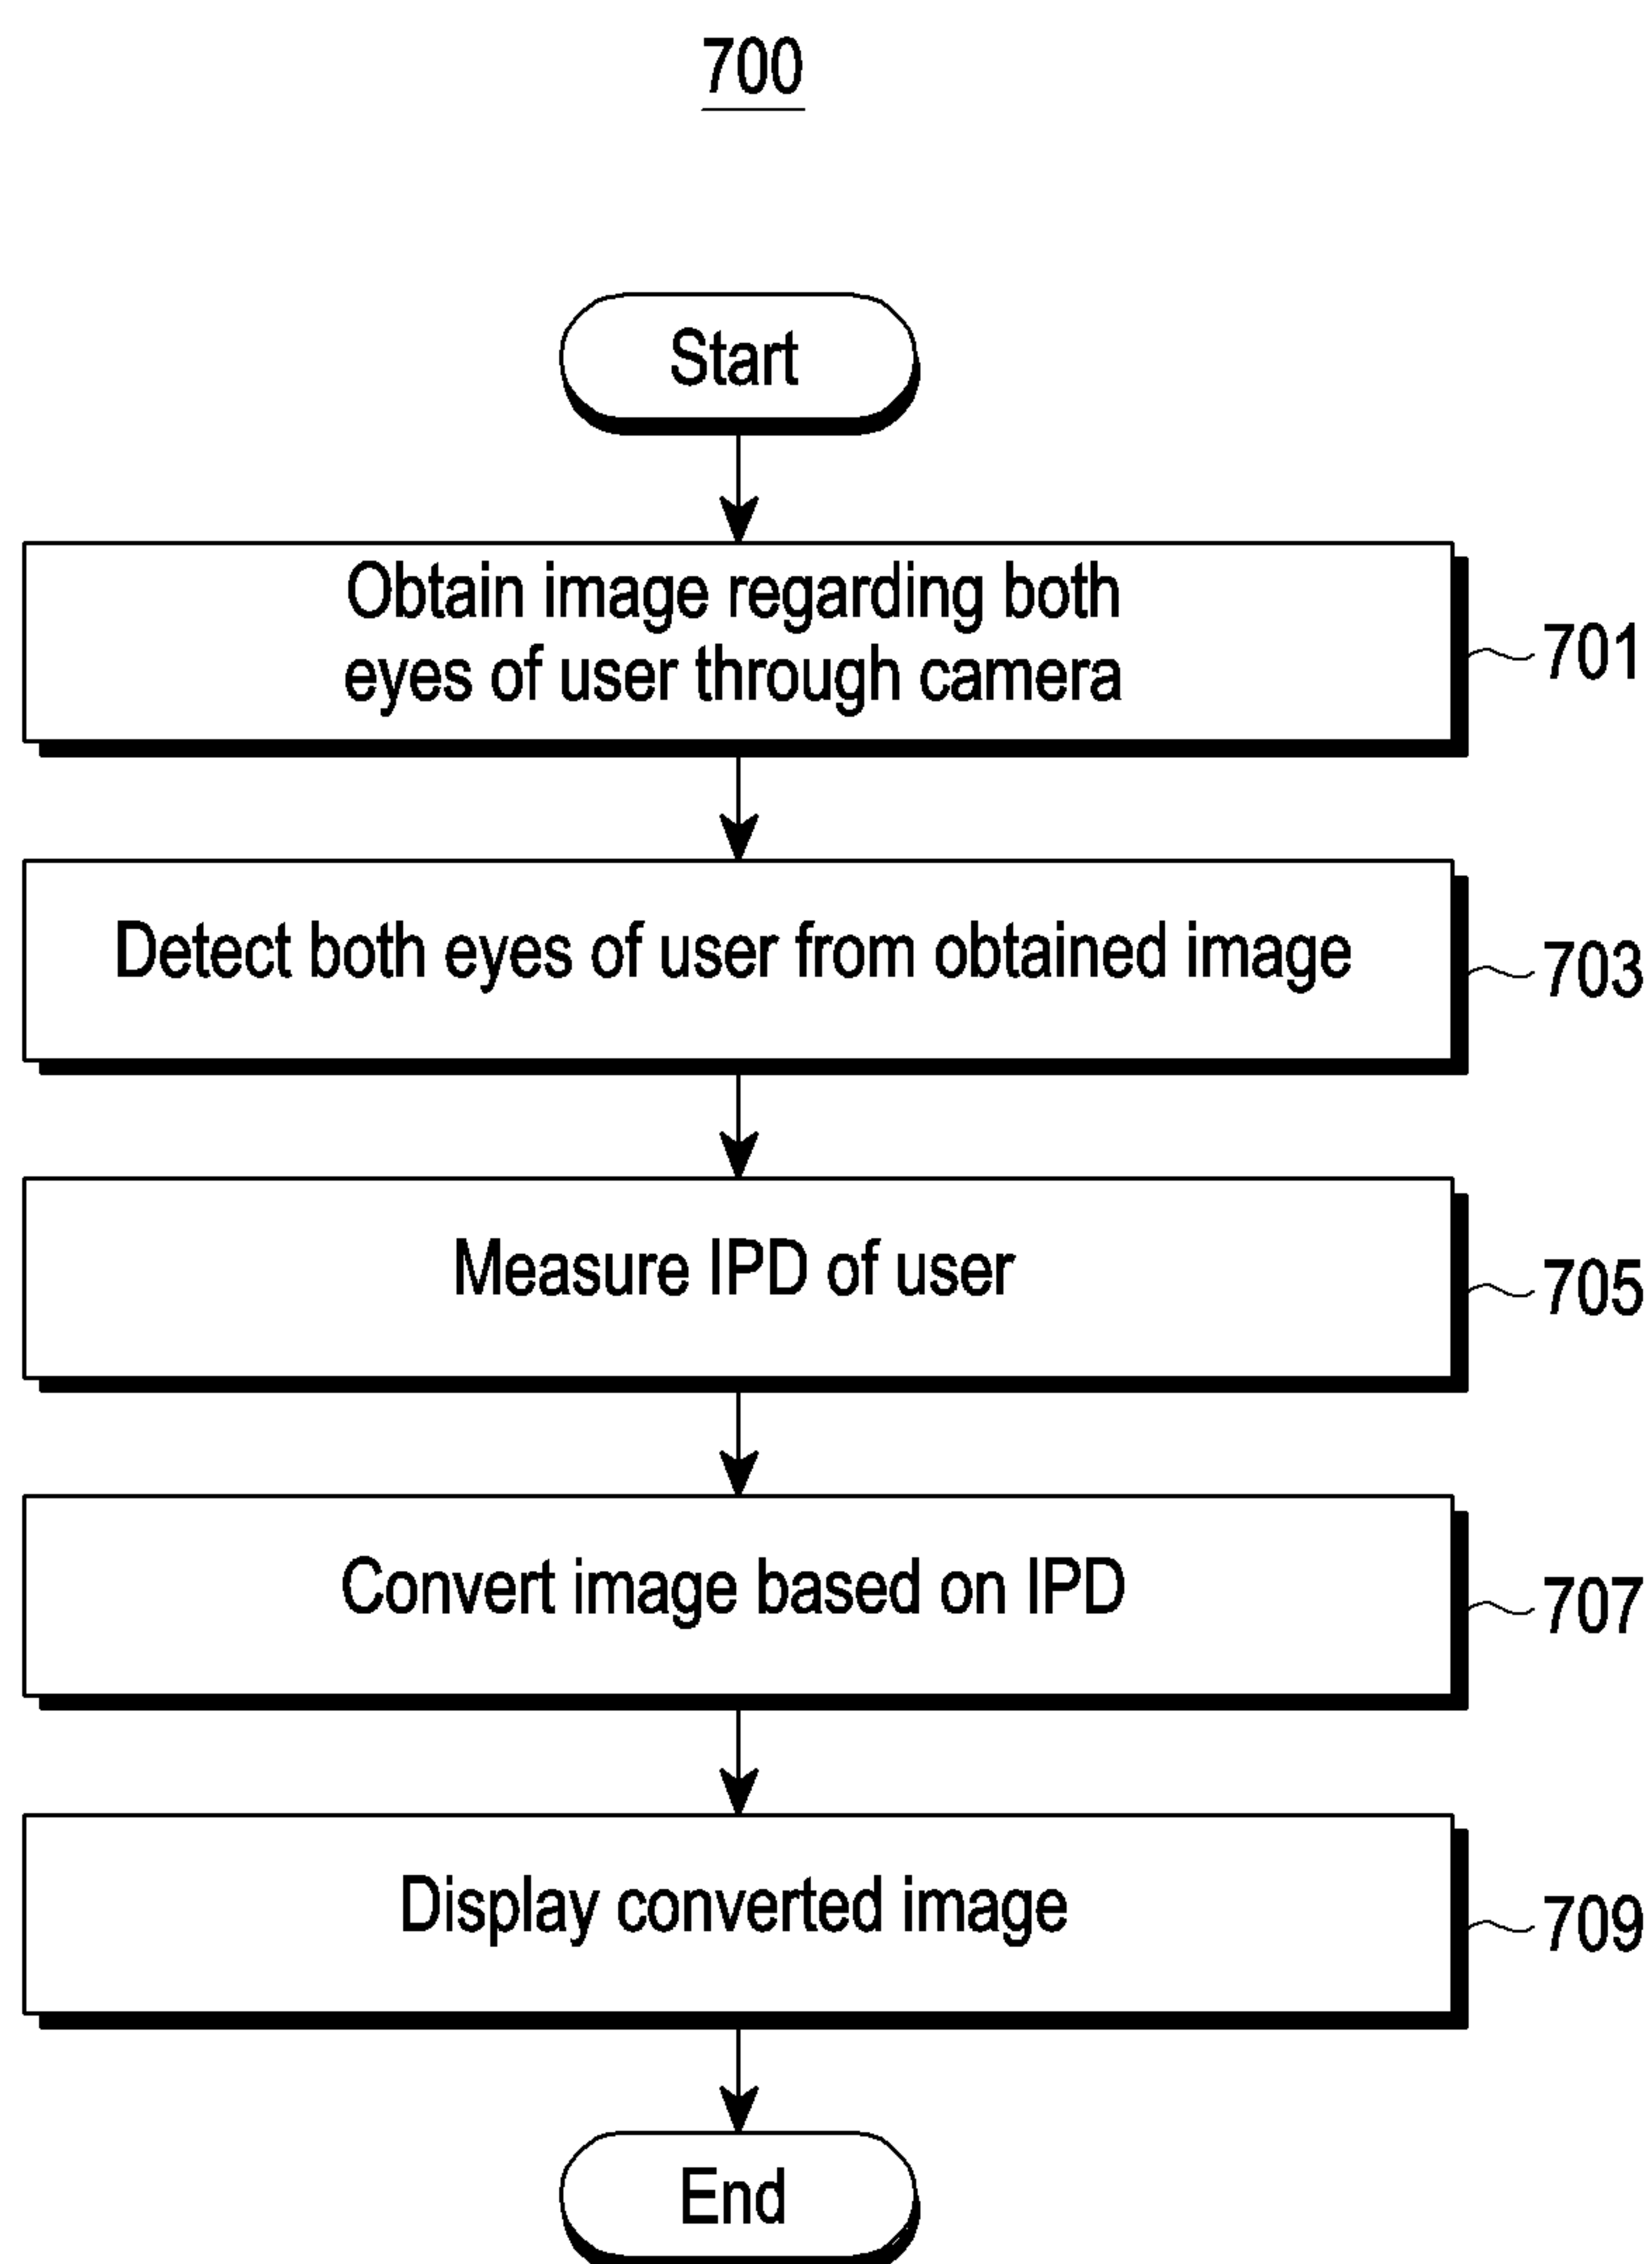 700
Start
Obtain image regarding both
eyes of user through camera
701
Detect both eyes of user from obtained image
703
Measure IPD of user
705
Convert image based on IPD
707
Display converted image
709
End